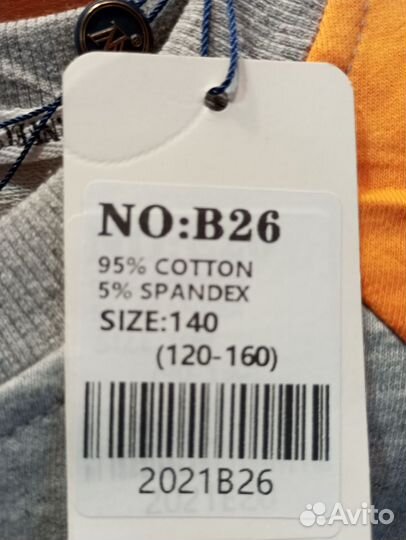 NO:B26
95% COTTON
5% SPANDEX
SIZE:140
(120-160)
2021B26
Avito